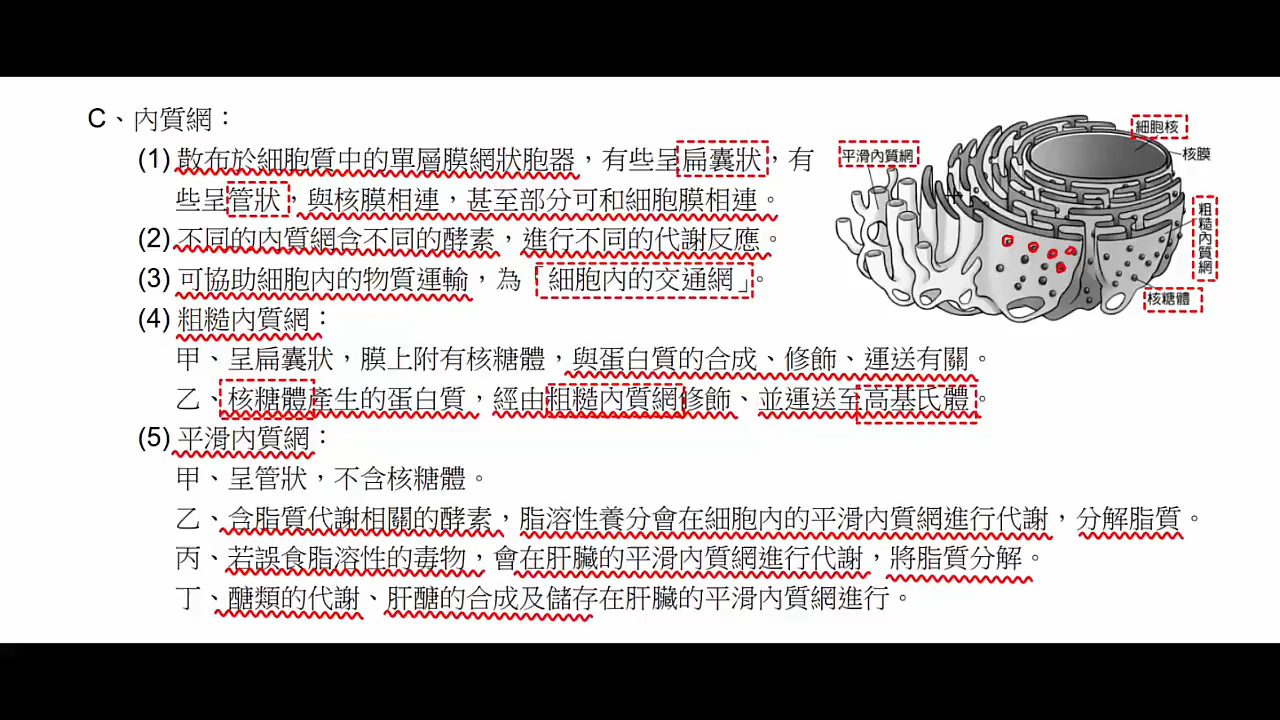 C、內質網：
(1) 散布於細胞質中的單層膜網狀胞器，有些呈扁囊狀，有
些呈管狀，與核膜相連，甚至部分可和細胞膜相連。
(2) 不同的內質網含不同的酵素，進行不同的代謝反應。
(3) 可協助細胞內的物質運輸，為「細胞內的交通網」。
(4) 粗糙內質網：
甲、呈扁囊狀，膜上附有核糖體，與蛋白質的合成、修飾、運送有關。
乙、核糖體產生的蛋白質，經由粗糙內質網修飾、並運送至高基氏體。
(5) 平滑內質網：
甲、呈管狀，不含核糖體。
乙、含脂質代謝相關的酵素，脂溶性養分會在細胞內的平滑內質網進行代謝，分解脂質。
丙、若誤食脂溶性的毒物，會在肝臟的平滑內質網進行代謝，將脂質分解。
丁、醣類的代謝、肝醣的合成及儲存在肝臟的平滑內質網進行。
細胞核
核膜
平滑內質網
粗糙內質網
核糖體